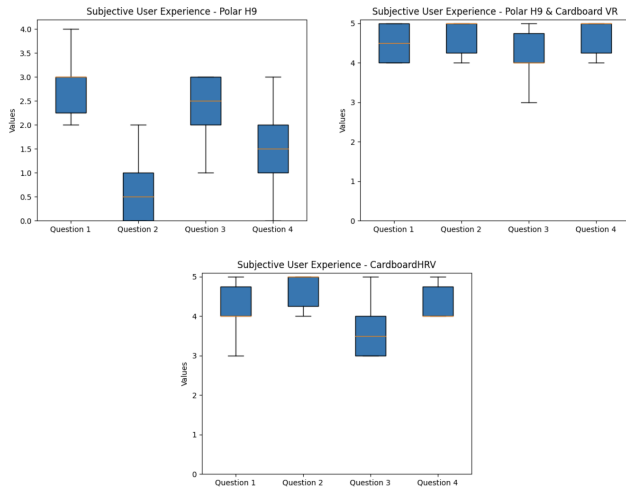 Subjective User Experience - Polar H9
Values
4.0
3.5
3.0
2.5
2.0
1.5
1.0
0.5
0.0
Question 1 Question 2 Question 3 Question 4
Subjective User Experience - Polar H9 & Cardboard VR
Values
5
4
3
2
1
0
Question 1 Question 2 Question 3 Question 4
Subjective User Experience - CardboardHRV
Values
5
4
3
2
1
0
Question 1 Question 2 Question 3 Question 4